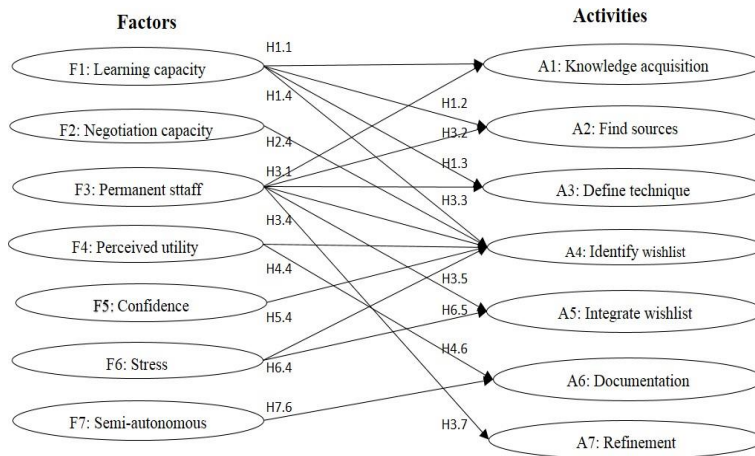 Factors
Activities
F1: Learning capacity
H1.1
A1: Knowledge acquisition
H1.4
H1.2
F2: Negotiation capacity
H2.4
H3.2
A2: Find sources
H3.1
H1.3
F3: Permanent sttaff
H3.3
A3: Define technique
H3.4
F4: Perceived utility
A4: Identify wishlist
H4.4
H3.5
F5: Confidence
H5.4
H6.5
A5: Integrate wishlist
H4.6
F6: Stress
H6.4
A6: Documentation
H7.6
F7: Semi-autonomous
H3.7
A7: Refinement